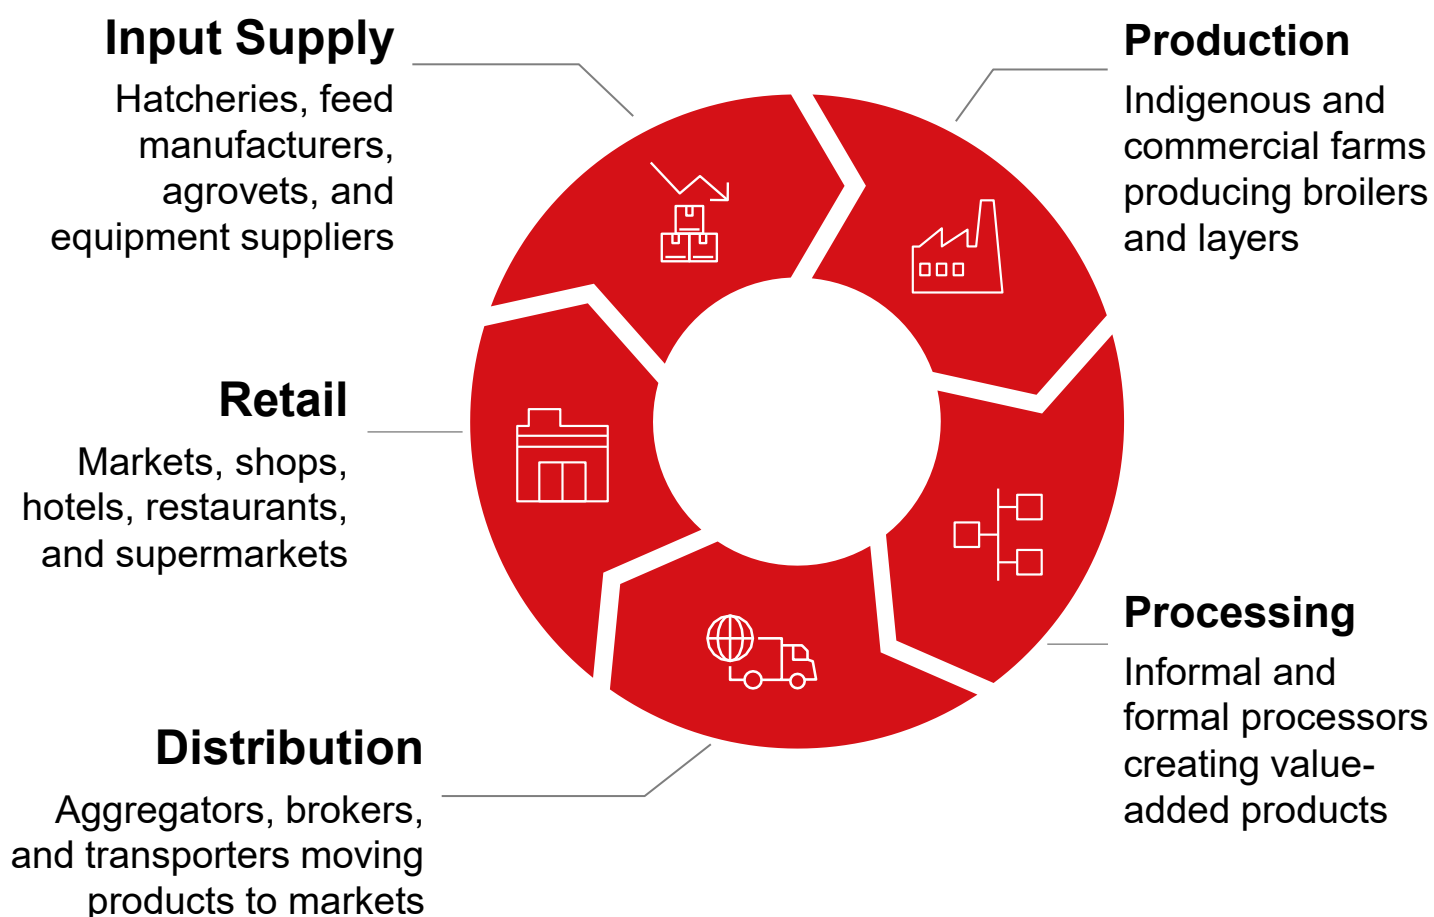 Input Supply
Hatcheries, feed
manufacturers,
agrovets, and
equipment suppliers
Production
Indigenous and
commercial farms
producing broilers
and layers
Processing
Informal and
formal processors
creating value-
added products
Distribution
Aggregators, brokers,
and transporters moving
products to markets
Retail
Markets, shops,
hotels, restaurants,
and supermarkets